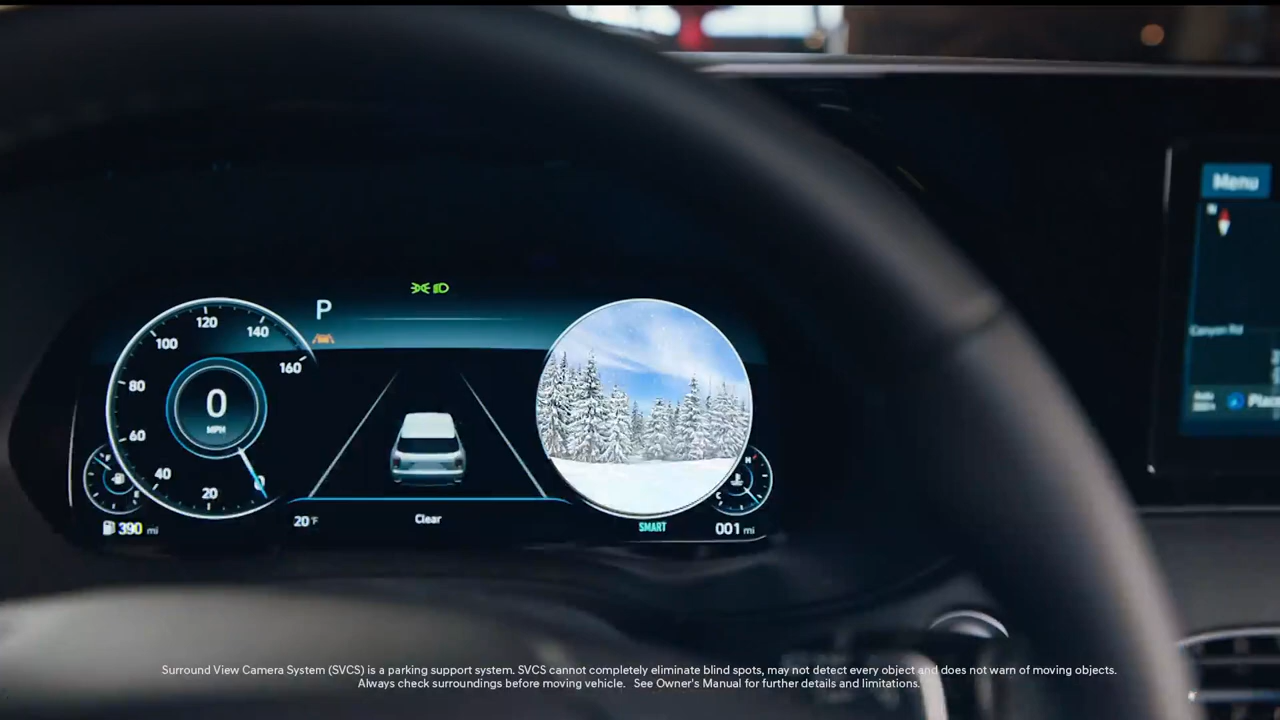 Menu
N
P
120
100
140
160
80
0
MPH
60
40
20
0
Canyon Rd
F
E
H
C
390 mi
20°F
Clear
SMART
001 mi
Surround View Camera System (SVCS) is a parking support system. SVCS cannot completely eliminate blind spots, may not detect every object and does not warn of moving objects.
Always check surroundings before moving vehicle. See Owner's Manual for further details and limitations.